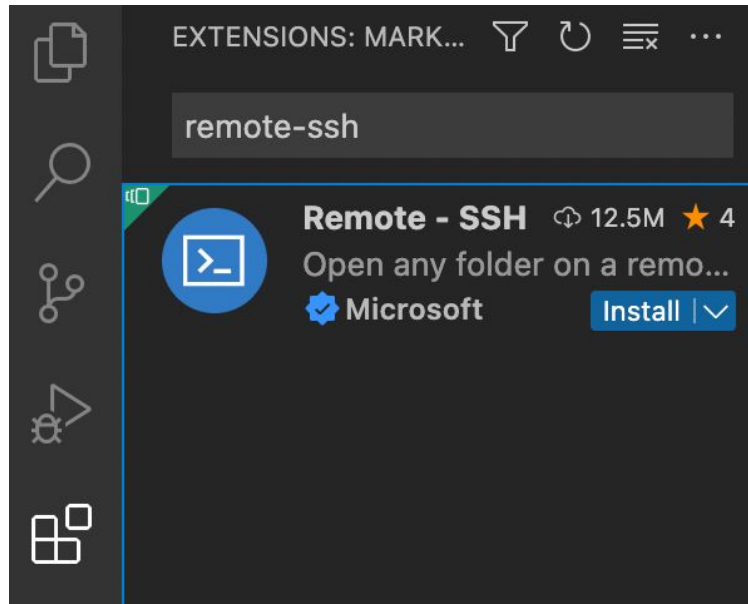 EXTENSIONS: MARK...
remote-ssh
Remote - SSH 12.5M ★ 4
Open any folder on a remo...
Microsoft Install